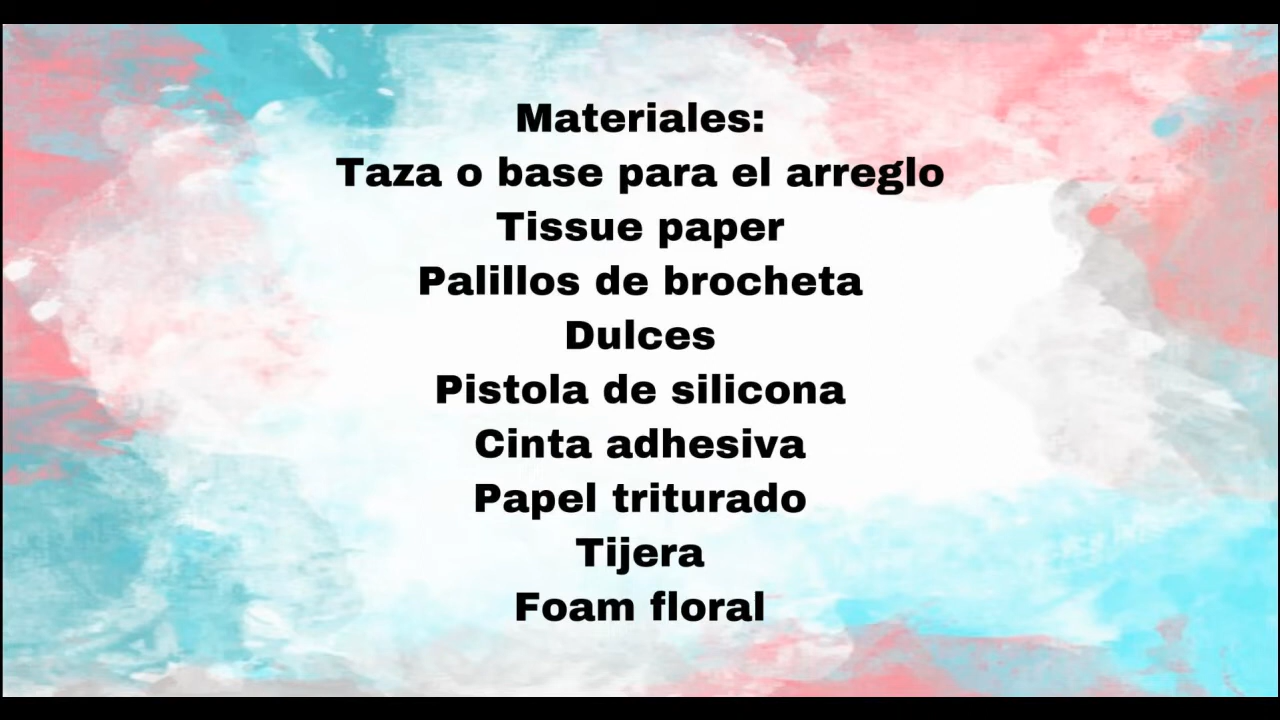 Materiales:
Taza o base para el arreglo
Tissue paper
Palillos de brocheta
Dulces
Pistola de silicona
Cinta adhesiva
Papel triturado
Tijera
Foam floral